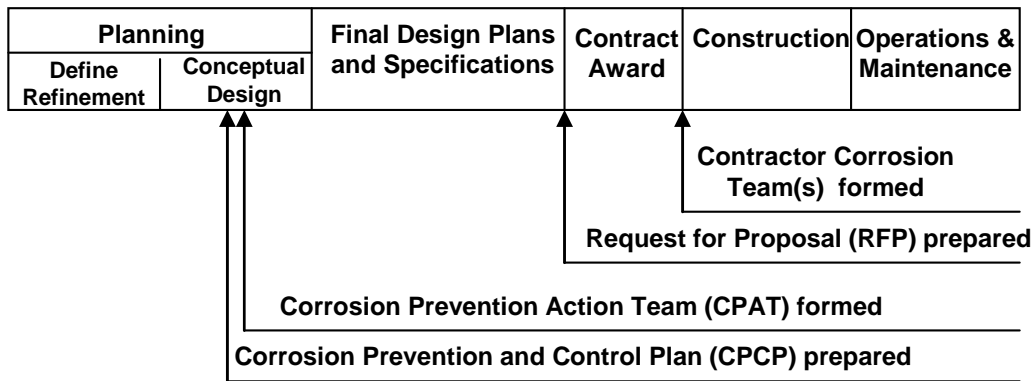 Planning
Define
Refinement
Conceptual
Design
Final Design Plans
and Specifications
Contract
Award
Construction
Operations &
Maintenance
Contractor Corrosion
Team(s) formed
Request for Proposal (RFP) prepared
Corrosion Prevention Action Team (CPAT) formed
Corrosion Prevention and Control Plan (CPCP) prepared